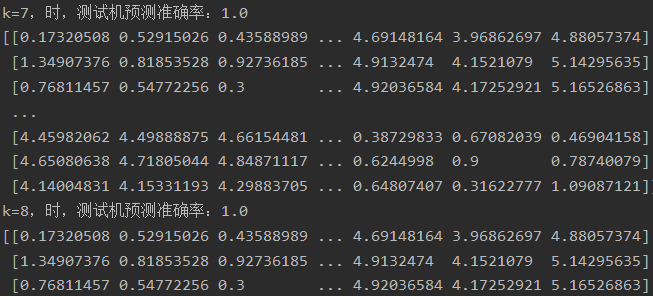 k=7，时，测试机预测准确率：1.0
[[0.17320508 0.52915026 0.43588989 ... 4.69148164 3.96862697 4.88057374]
 [1.34907376 0.81853528 0.92736185 ... 4.9132474  4.1521079  5.14295635]
 [0.76811457 0.54772256 0.3        ... 4.92036584 4.17252921 5.16526863]
 ...
 [4.45982062 4.49888875 4.66154481 ... 0.38729833 0.67082039 0.46904158]
 [4.65080638 4.71805044 4.84871117 ... 0.6244998  0.9        0.78740079]
 [4.14004831 4.15331193 4.29883705 ... 0.64807407 0.31622777 1.09087121]]
k=8，时，测试机预测准确率：1.0
[[0.17320508 0.52915026 0.43588989 ... 4.69148164 3.96862697 4.88057374]
 [1.34907376 0.81853528 0.92736185 ... 4.9132474  4.1521079  5.14295635]
 [0.76811457 0.54772256 0.3        ... 4.92036584 4.17252921 5.16526863]